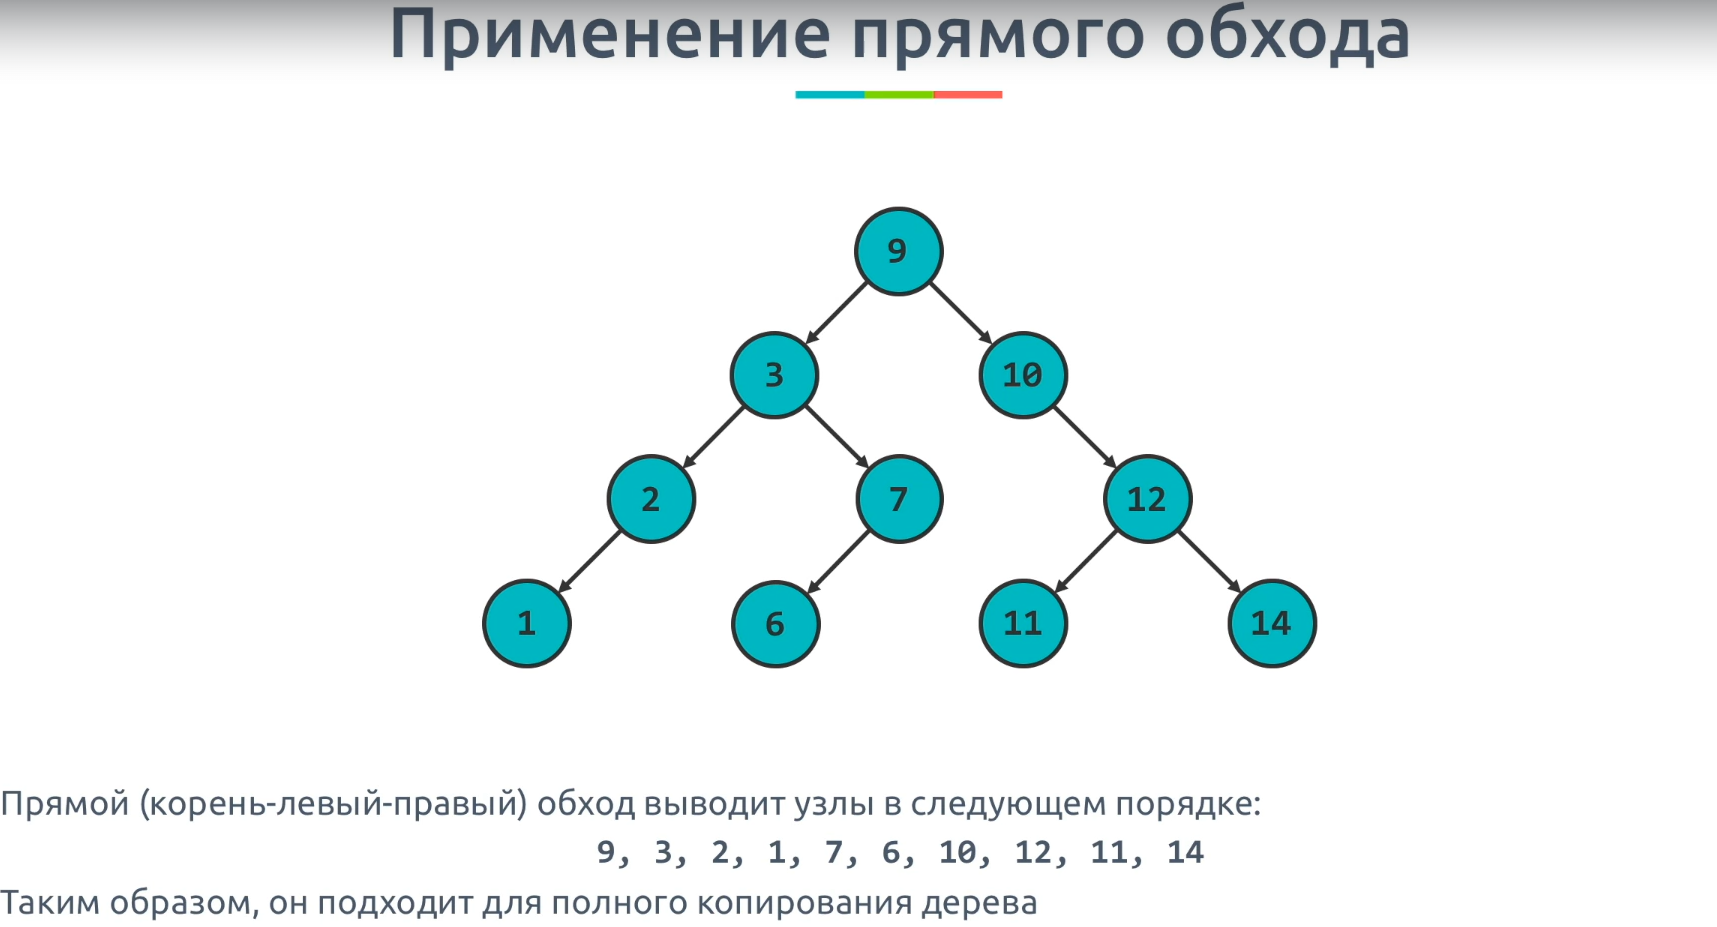 Применение прямого обхода
9
3
10
2
7
12
1
6
11
14
Прямой (корень-левый-правый) обход выводит узлы в следующем порядке:
9, 3, 2, 1, 7, 6, 10, 12, 11, 14
Таким образом, он подходит для полного копирования дерева